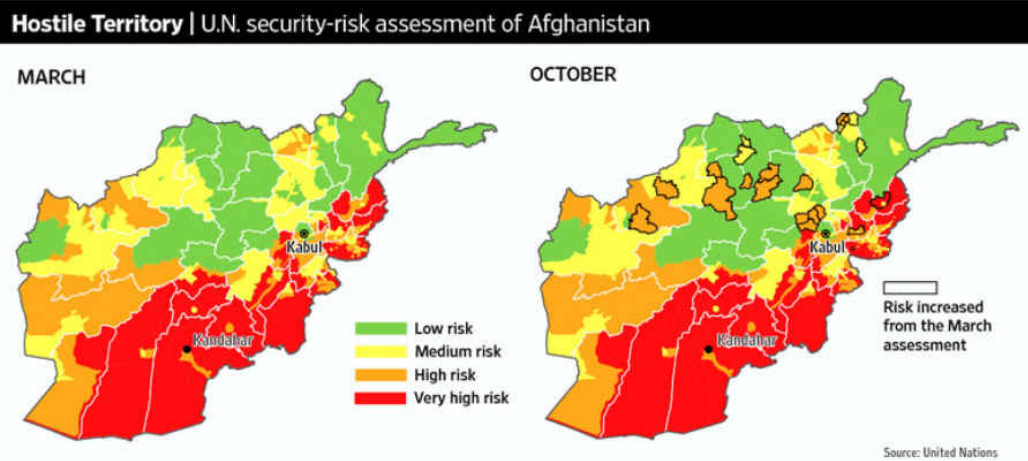 Hostile Territory | U.N. security-risk assessment of Afghanistan
MARCH
Kabul
Kandahar
Low risk
Medium risk
High risk
Very high risk
OCTOBER
Kabul
Kandahar
Risk increased
from the March
assessment
Source: United Nations